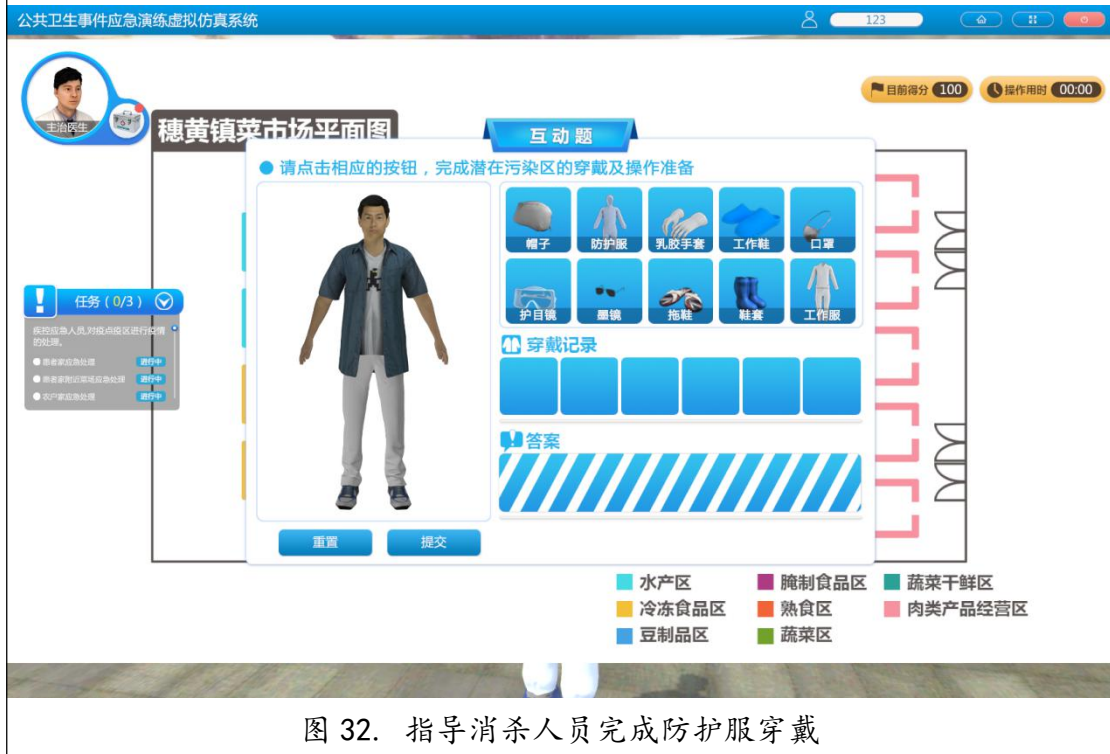 公共卫生事件应急演练虚拟仿真系统
123
目前得分 100
操作用时 00:00
主治医生
穗黄镇菜市场平面图
互动题
请点击相应的按钮，完成潜在污染区的穿戴及操作准备
帽子 防护服 乳胶手套 工作鞋 口罩
护目镜 墨镜 拖鞋 鞋套 工作服
任务（0/3）
疾控应急人员,对疫点疫区进行疫情
的处理。
患者家应急处理 进行中
患者家附近菜场应急处理 进行中
农户家应急处理 进行中
穿戴记录
答案
重置 提交
水产区 腌制食品区 蔬菜干鲜区
冷冻食品区 熟食区 肉类产品经营区
豆制品区 蔬菜区
图 32. 指导消杀人员完成防护服穿戴